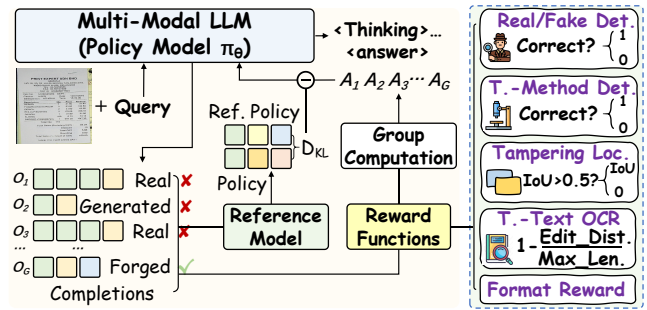 Multi-Modal LLM
(Policy Model πθ)
<Thinking>...
<answer>
+ Query
A1 A2 A3... AG
Ref. Policy
DKL
Policy
Group
Computation
O1 Real
O2 Generated
O3 Real
... ...
OG Forged
Completions
Reference
Model
Reward
Functions
Real/Fake Det.
Correct? { 1
0
T.-Method Det.
Correct? { 1
0
Tampering Loc.
IoU>0.5? { IoU
0
T.-Text OCR
1- Edit_Dist.
Max_Len.
Format Reward